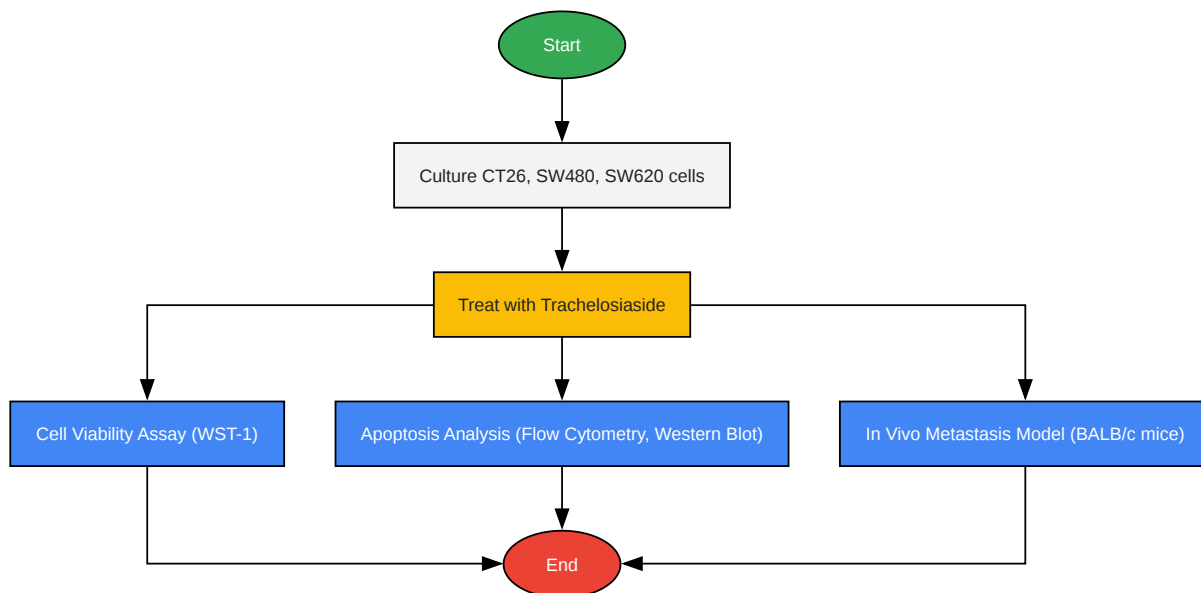 Start
Culture CT26, SW480, SW620 cells
Treat with Trachelosiaside
Cell Viability Assay (WST-1)
Apoptosis Analysis (Flow Cytometry, Western Blot)
In Vivo Metastasis Model (BALB/c mice)
End